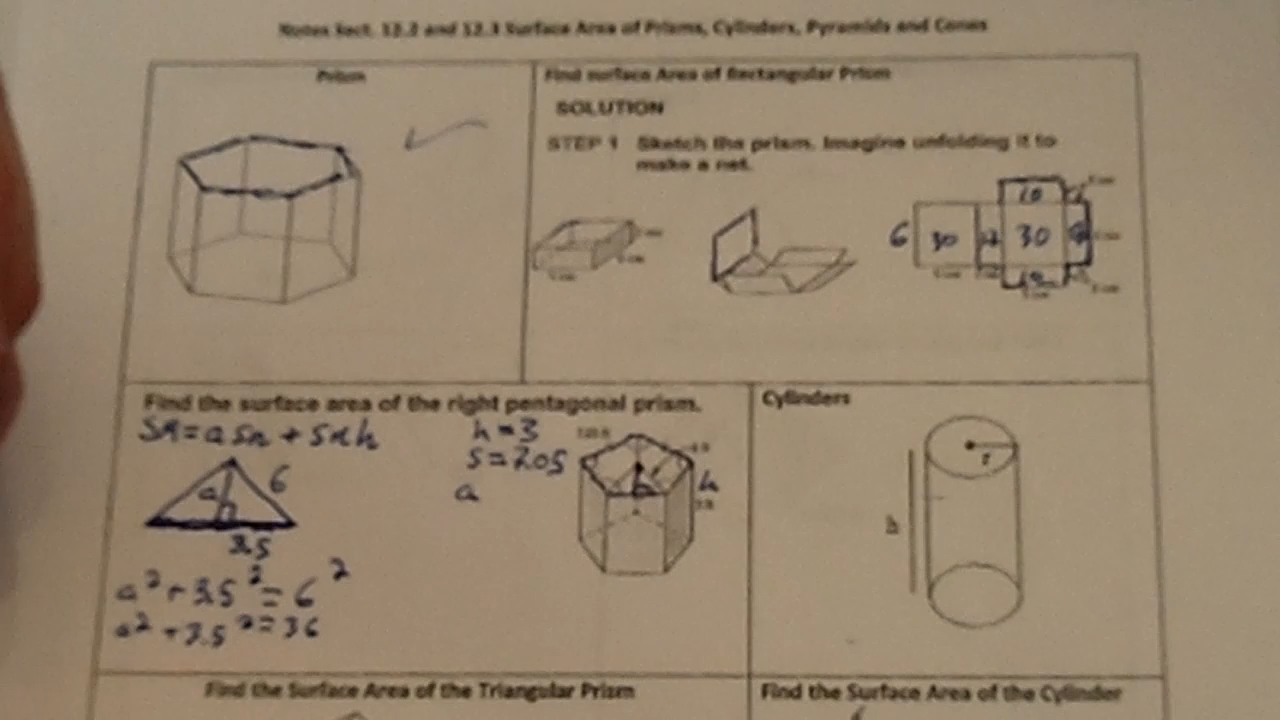 Notes Sect. 12.2 and 12.3 Surface Area of Prisms, Cylinders, Pyramids and Cones
Prism
Find surface Area of Rectangular Prism
SOLUTION
STEP 1 Sketch the prism. Imagine unfolding it to
make a net.
10
6 30 30
Find the surface area of the right pentagonal prism.
SA = a5n +
h = 3
a
h
a 6
3.5
a² + 3.5² = 6²
a² + 3.5² = 36
Cylinders
r
h
Find the Surface Area of the Triangular Prism
Find the Surface Area of the Cylinder